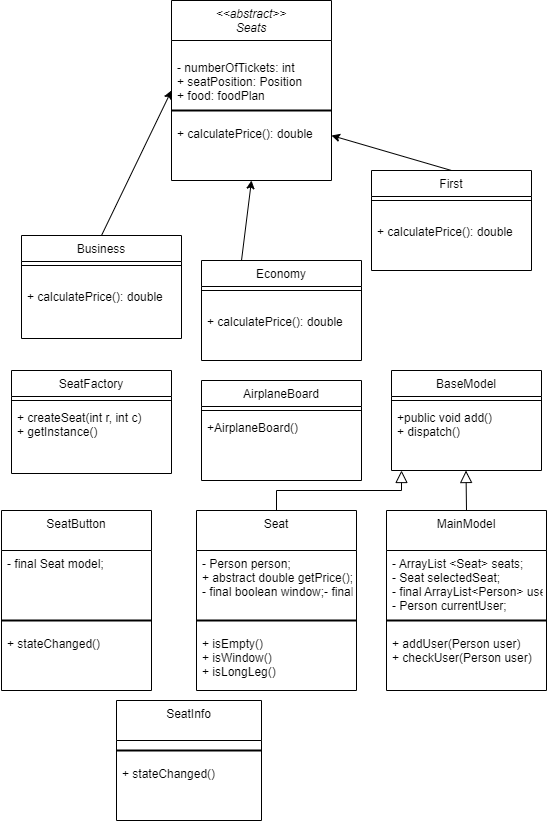 <<abstract>>
Seats
- numberOfTickets: int
+ seatPosition: Position
+ food: foodPlan
+ calculatePrice(): double
First
+ calculatePrice(): double
Business
+ calculatePrice(): double
Economy
+ calculatePrice(): double
SeatFactory
+ createSeat(int r, int c)
+ getInstance()
AirplaneBoard
+AirplaneBoard()
BaseModel
+public void add()
+ dispatch()
SeatButton
- final Seat model;
+ stateChanged()
Seat
- Person person;
+ abstract double getPrice();
- final boolean window;- final
+ isEmpty()
+ isWindow()
+ isLongLeg()
MainModel
- ArrayList <Seat> seats;
- Seat selectedSeat;
- final ArrayList<Person> use
- Person currentUser;
+ addUser(Person user)
+ checkUser(Person user)
SeatInfo
+ stateChanged()